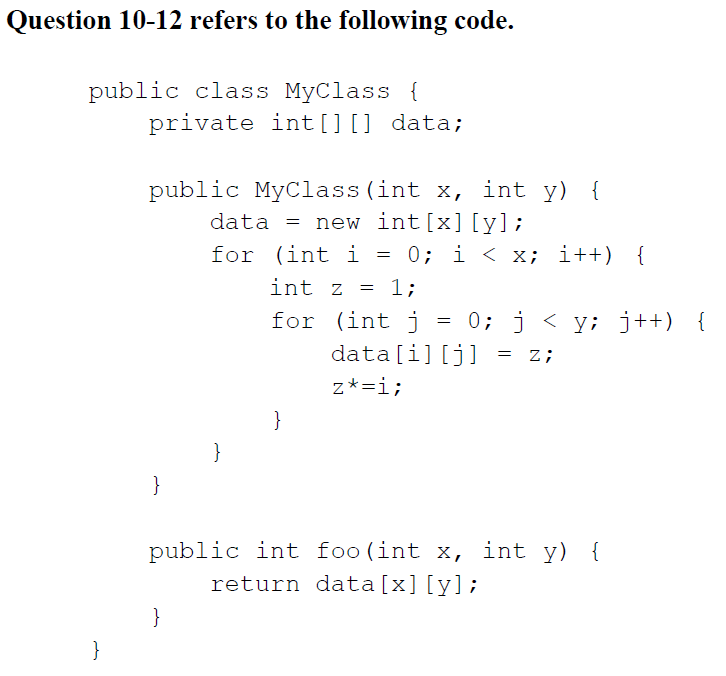 Question 10-12 refers to the following code.
public class MyClass {
private int[][] data;
public MyClass(int x, int y) {
data = new int[x][y];
for (int i = 0; i < x; i++) {
int z = 1;
for (int j = 0; j < y; j++) {
data[i][j] = z;
z*=i;
}
}
}
public int foo(int x, int y) {
return data[x][y];
}
}